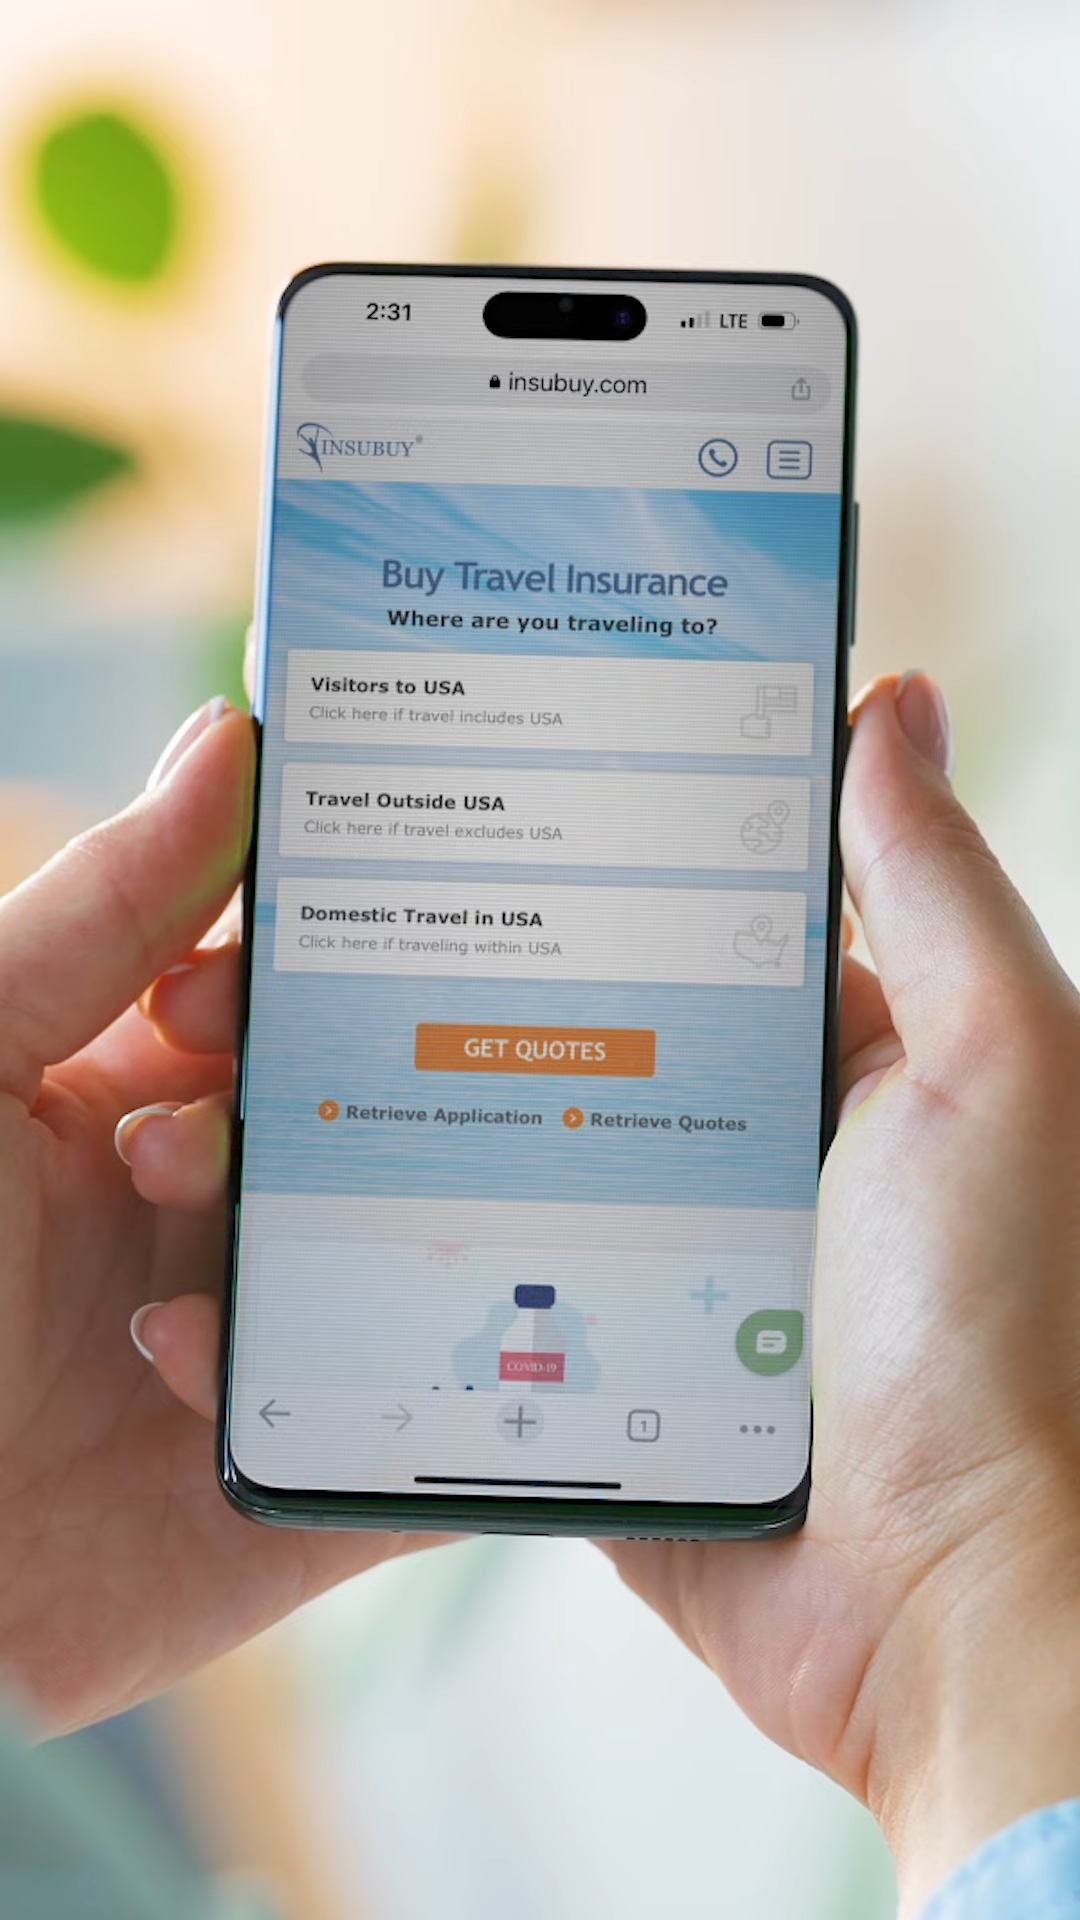 2:31
LTE
insubuy.com
INSUBUY®
Buy Travel Insurance
Where are you traveling to?
Visitors to USA
Click here if travel includes USA
Travel Outside USA
Click here if travel excludes USA
Domestic Travel in USA
Click here if traveling within USA
GET QUOTES
Retrieve Application Retrieve Quotes
COVID-19
1